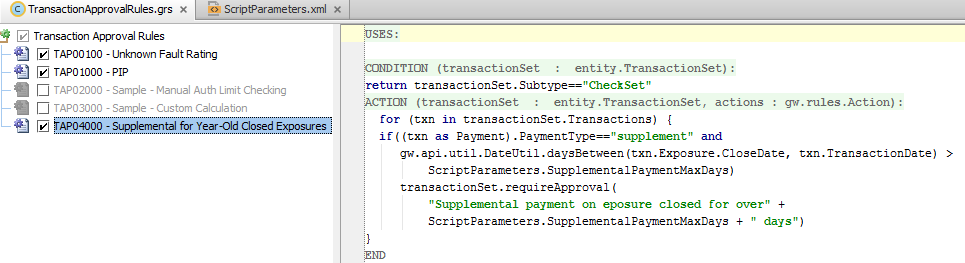 TransactionApprovalRules.grs × ScriptParameters.xml ×
Transaction Approval Rules
TAP00100 - Unknown Fault Rating
TAP01000 - PIP
TAP02000 - Sample - Manual Auth Limit Checking
TAP03000 - Sample - Custom Calculation
TAP04000 - Supplemental for Year-Old Closed Exposures
USES:
CONDITION (transactionSet : entity.TransactionSet):
return transactionSet.Subtype=="CheckSet"
ACTION (transactionSet : entity.TransactionSet, actions : gw.rules.Action):
for (txn in transactionSet.Transactions) {
if((txn as Payment).PaymentType=="supplement" and
gw.api.util.DateUtil.daysBetween(txn.Exposure.CloseDate, txn.TransactionDate) >
ScriptParameters.SupplementalPaymentMaxDays)
transactionSet.requireApproval(
"Supplemental payment on eposure closed for over" +
ScriptParameters.SupplementalPaymentMaxDays + " days")
}
END